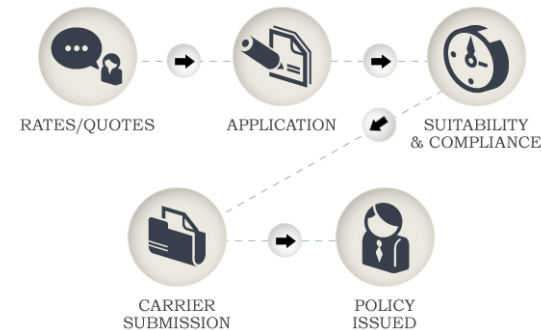 RATES/QUOTES
APPLICATION
SUITABILITY
& COMPLIANCE
CARRIER
SUBMISSION
POLICY
ISSUED